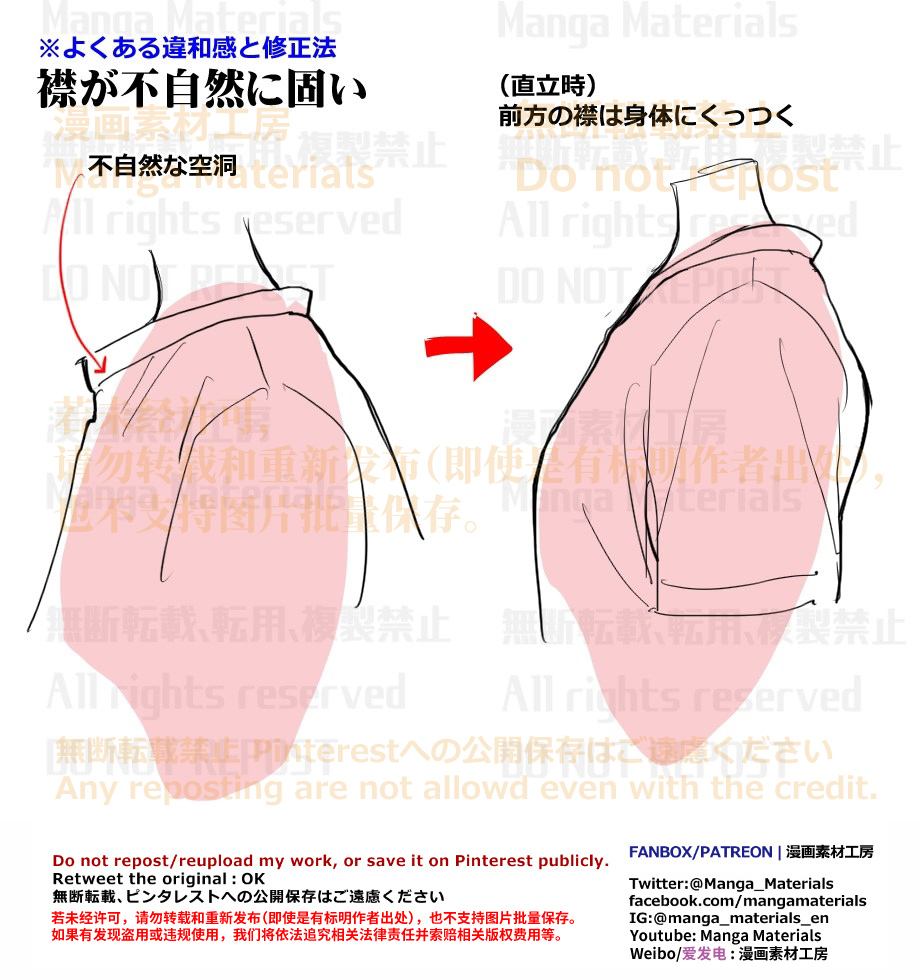 Manga Materials
Manga Materials
※よくある違和感と修正法
襟が不自然に固い
(直立時)
前方の襟は身体にくっつく
漫画素材工房
無断転載禁止
無断転載、転用、複製禁止
無断転載、転用、複製禁止
不自然な空洞
Manga Materials
Do not repost
All rights reserved
All rights reserved
DO NOT REPOST
DO NOT REPOST
若未经许可，
漫画素材工房
漫画素材工房
请勿转载和重新发布(即使是有标明作者出处)，
Manga Materials
Manga Materials
也不支持图片批量保存。
無断転載、転用、複製禁止
無断転載、転用、複製禁止
All rights reserved
All rights reserved
DO NOT REPOST
DO NOT REPOST
無断転載禁止 Pinterestへの公開保存はご遠慮ください
Any reposting are not allowd even with the credit.
Do not repost/reupload my work, or save it on Pinterest publicly.
Retweet the original : OK
無断転載、ピンタレストへの公開保存はご遠慮ください
若未经许可，请勿转载和重新发布(即使是有标明作者出处)，也不支持图片批量保存。
如果有发现盗用或违规使用，我们将依法追究相关法律责任并索赔相关版权费用等。
FANBOX/PATREON | 漫画素材工房
Twitter:@Manga_Materials
facebook.com/mangamaterials
IG:@manga_materials_en
Youtube: Manga Materials
Weibo/爱发电 : 漫画素材工房